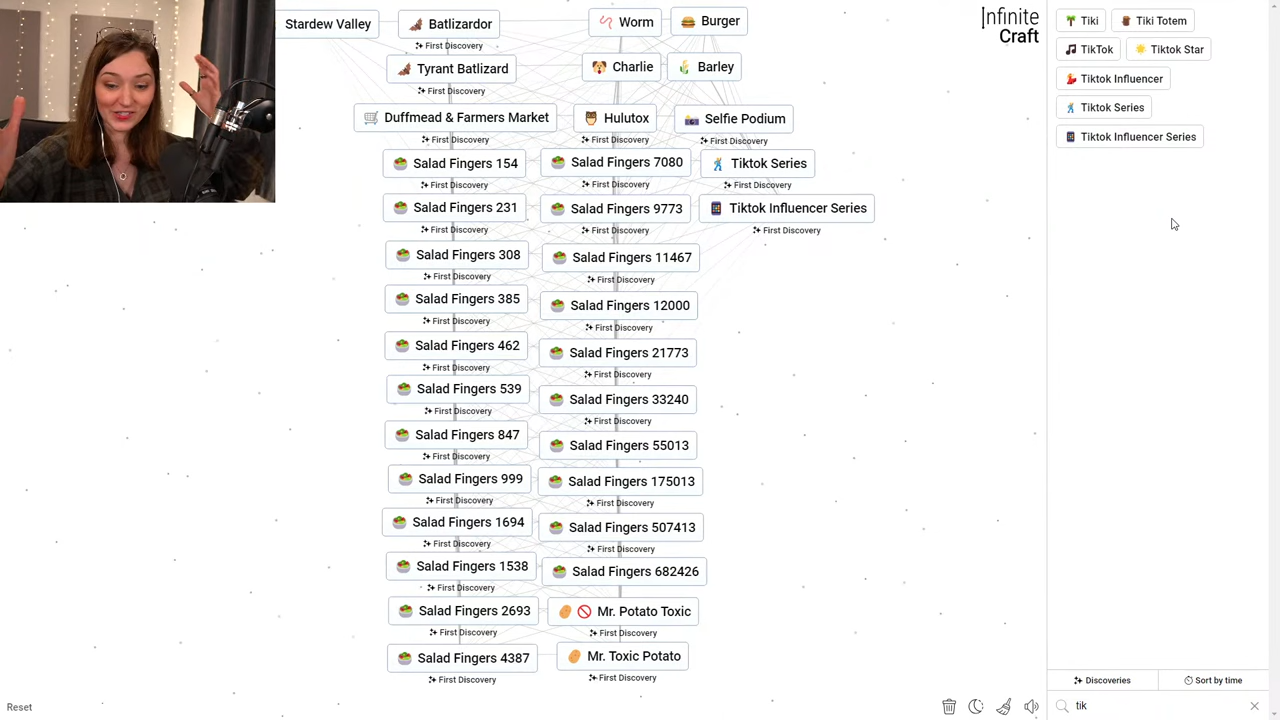 Stardew Valley
Batlizardor
First Discovery
Tyrant Batlizard
First Discovery
Worm
Burger
Charlie
Barley
Duffmead & Farmers Market
First Discovery
Hulutox
First Discovery
Selfie Podium
First Discovery
Salad Fingers 154
First Discovery
Salad Fingers 7080
First Discovery
Tiktok Series
First Discovery
Salad Fingers 231
First Discovery
Salad Fingers 9773
First Discovery
Tiktok Influencer Series
First Discovery
Salad Fingers 308
First Discovery
Salad Fingers 11467
First Discovery
Salad Fingers 385
First Discovery
Salad Fingers 12000
First Discovery
Salad Fingers 462
First Discovery
Salad Fingers 21773
First Discovery
Salad Fingers 539
First Discovery
Salad Fingers 33240
First Discovery
Salad Fingers 847
First Discovery
Salad Fingers 55013
First Discovery
Salad Fingers 999
First Discovery
Salad Fingers 175013
First Discovery
Salad Fingers 1694
First Discovery
Salad Fingers 507413
First Discovery
Salad Fingers 1538
First Discovery
Salad Fingers 682426
Salad Fingers 2693
First Discovery
Mr. Potato Toxic
First Discovery
Salad Fingers 4387
First Discovery
Mr. Toxic Potato
First Discovery
Infinite
Craft
Tiki
Tiki Totem
TikTok
Tiktok Star
Tiktok Influencer
Tiktok Series
Tiktok Influencer Series
Discoveries
Sort by time
tik
Reset